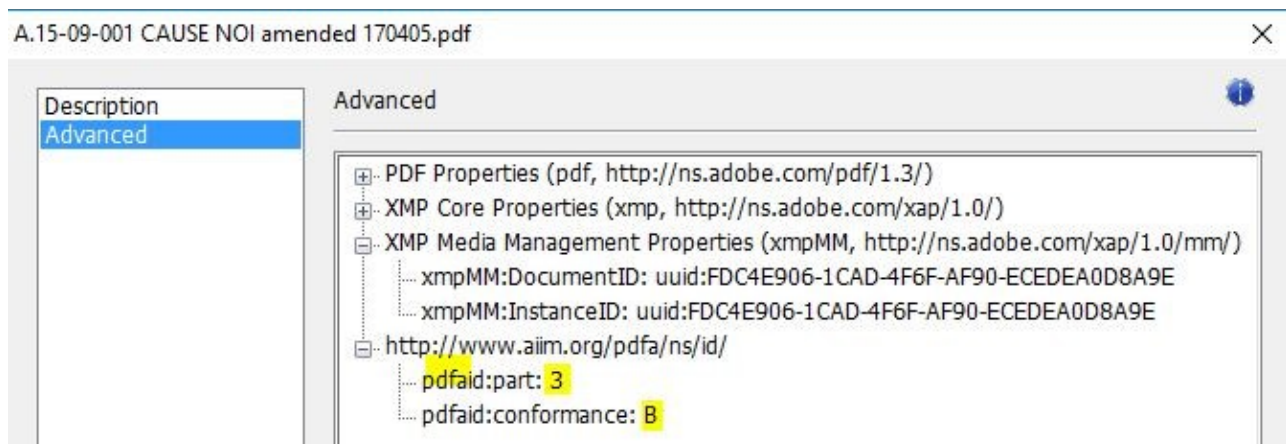 A.15-09-001 CAUSE NOI amended 170405.pdf
Description
Advanced
Advanced
PDF Properties (pdf, http://ns.adobe.com/pdf/1.3/)
XMP Core Properties (xmp, http://ns.adobe.com/xap/1.0/)
XMP Media Management Properties (xmpMM, http://ns.adobe.com/xap/1.0/mm/)
xmpMM:DocumentID: uuid:FDC4E906-1CAD-4F6F-AF90-ECEDEA0D8A9E
xmpMM:InstanceID: uuid:FDC4E906-1CAD-4F6F-AF90-ECEDEA0D8A9E
http://www.aiim.org/pdfa/ns/id/
pdfaid:part: 3
pdfaid:conformance: B